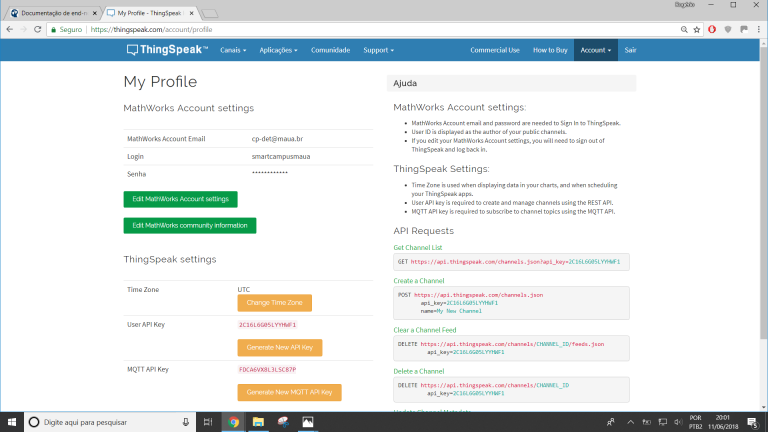 Documentação de end-
My Profile - ThingSpeak
Seguro
https://thingspeak.com/account/profile
ThingSpeak™
Canais
Aplicações
Comunidade
Support
Commercial Use
How to Buy
Account
Sair
My Profile
MathWorks Account settings
MathWorks Account Email cp-det@maua.br
Login smartcampusmaua
Senha ************
Edit MathWorks Account settings
Edit MathWorks community information
ThingSpeak settings
Time Zone UTC
Change Time Zone
User API Key 2C16L6G05LYYHWF1
Generate New API Key
MQTT API Key FDCA6VXBL3LSC87P
Generate New MQTT API Key
Ajuda
MathWorks Account settings:
• MathWorks Account email and password are needed to Sign In to ThingSpeak.
• User ID is displayed as the author of your public channels.
• If you edit your MathWorks Account settings, you will need to sign out of
ThingSpeak and log back in.
ThingSpeak Settings:
• Time Zone is used when displaying data in your charts, and when scheduling
your ThingSpeak apps.
• User API key is required to create and manage channels using the REST API.
• MQTT API key is required to subscribe to channel topics using the MQTT API.
API Requests
Get Channel List
GET https://api.thingspeak.com/channels.json?api_key=2C16L6G05LYYHWF1
Create a Channel
POST https://api.thingspeak.com/channels.json
api_key=2C16L6G05LYYHWF1
name=My New Channel
Clear a Channel Feed
DELETE https://api.thingspeak.com/channels/CHANNEL_ID/feeds.json
api_key=2C16L6G05LYYHWF1
Delete a Channel
DELETE https://api.thingspeak.com/channels/CHANNEL_ID
api_key=2C16L6G05LYYHWF1
Digite aqui para pesquisar
POR
PTB2
20:01
11/06/2018